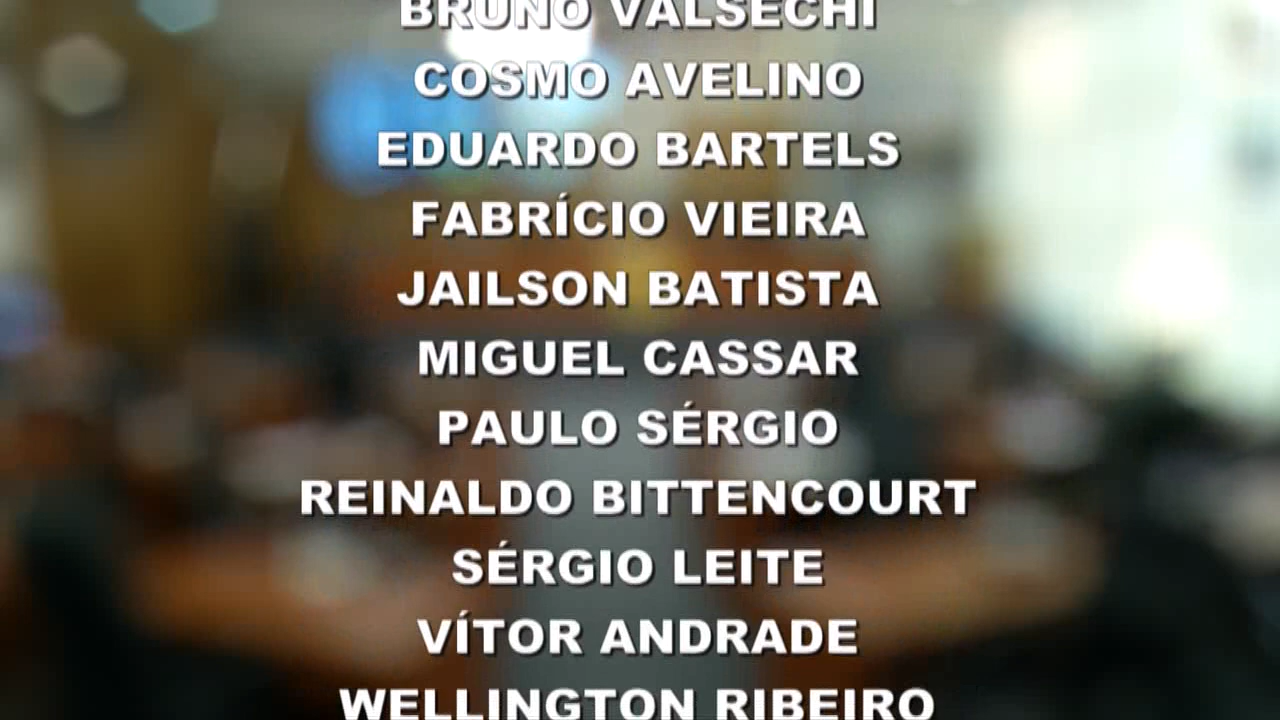 BRUNO VALSECHI
COSMO AVELINO
EDUARDO BARTELS
FABRÍCIO VIEIRA
JAILSON BATISTA
MIGUEL CASSAR
PAULO SÉRGIO
REINALDO BITTENCOURT
SÉRGIO LEITE
VÍTOR ANDRADE
WELLINGTON RIBEIRO